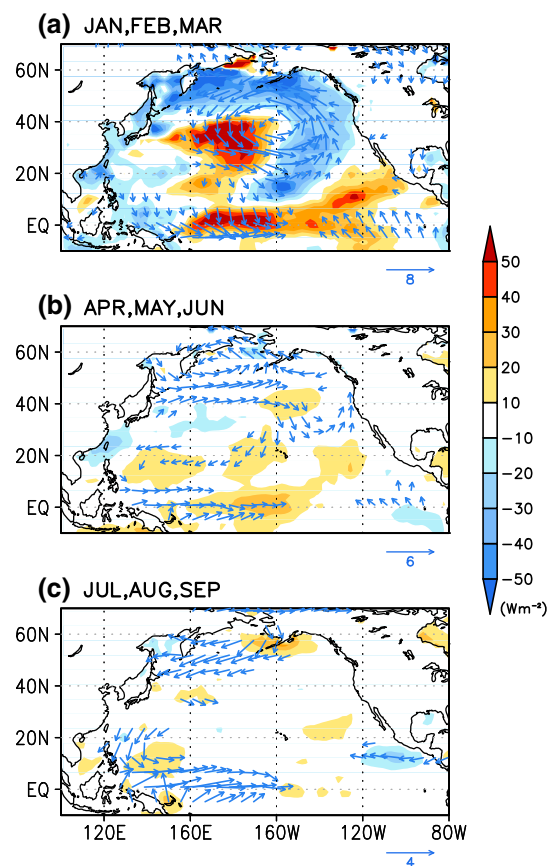 (a) JAN,FEB,MAR
60N
40N
20N
EQ
8
(b) APR,MAY,JUN
60N
40N
20N
EQ
6
(c) JUL,AUG,SEP
60N
40N
20N
EQ
120E 160E 160W 120W 80W
4
50
40
30
20
10
−10
−20
−30
−40
−50
(Wm⁻²)